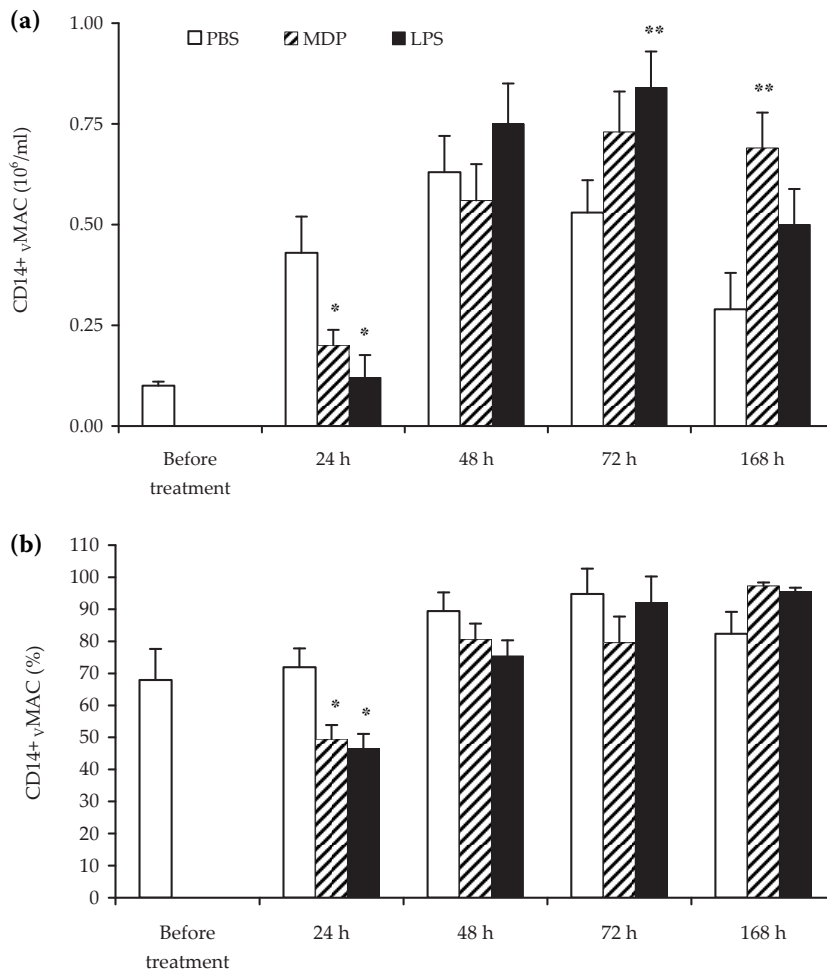 (a)
1.00
0.75
0.50
0.25
0.00
CD14+ vMAC (10⁶/ml)
PBS MDP LPS
* * ** **
Before treatment 24 h 48 h 72 h 168 h
(b)
110
100
90
80
70
60
50
40
30
20
10
0
CD14+ vMAC (%)
* *
Before treatment 24 h 48 h 72 h 168 h